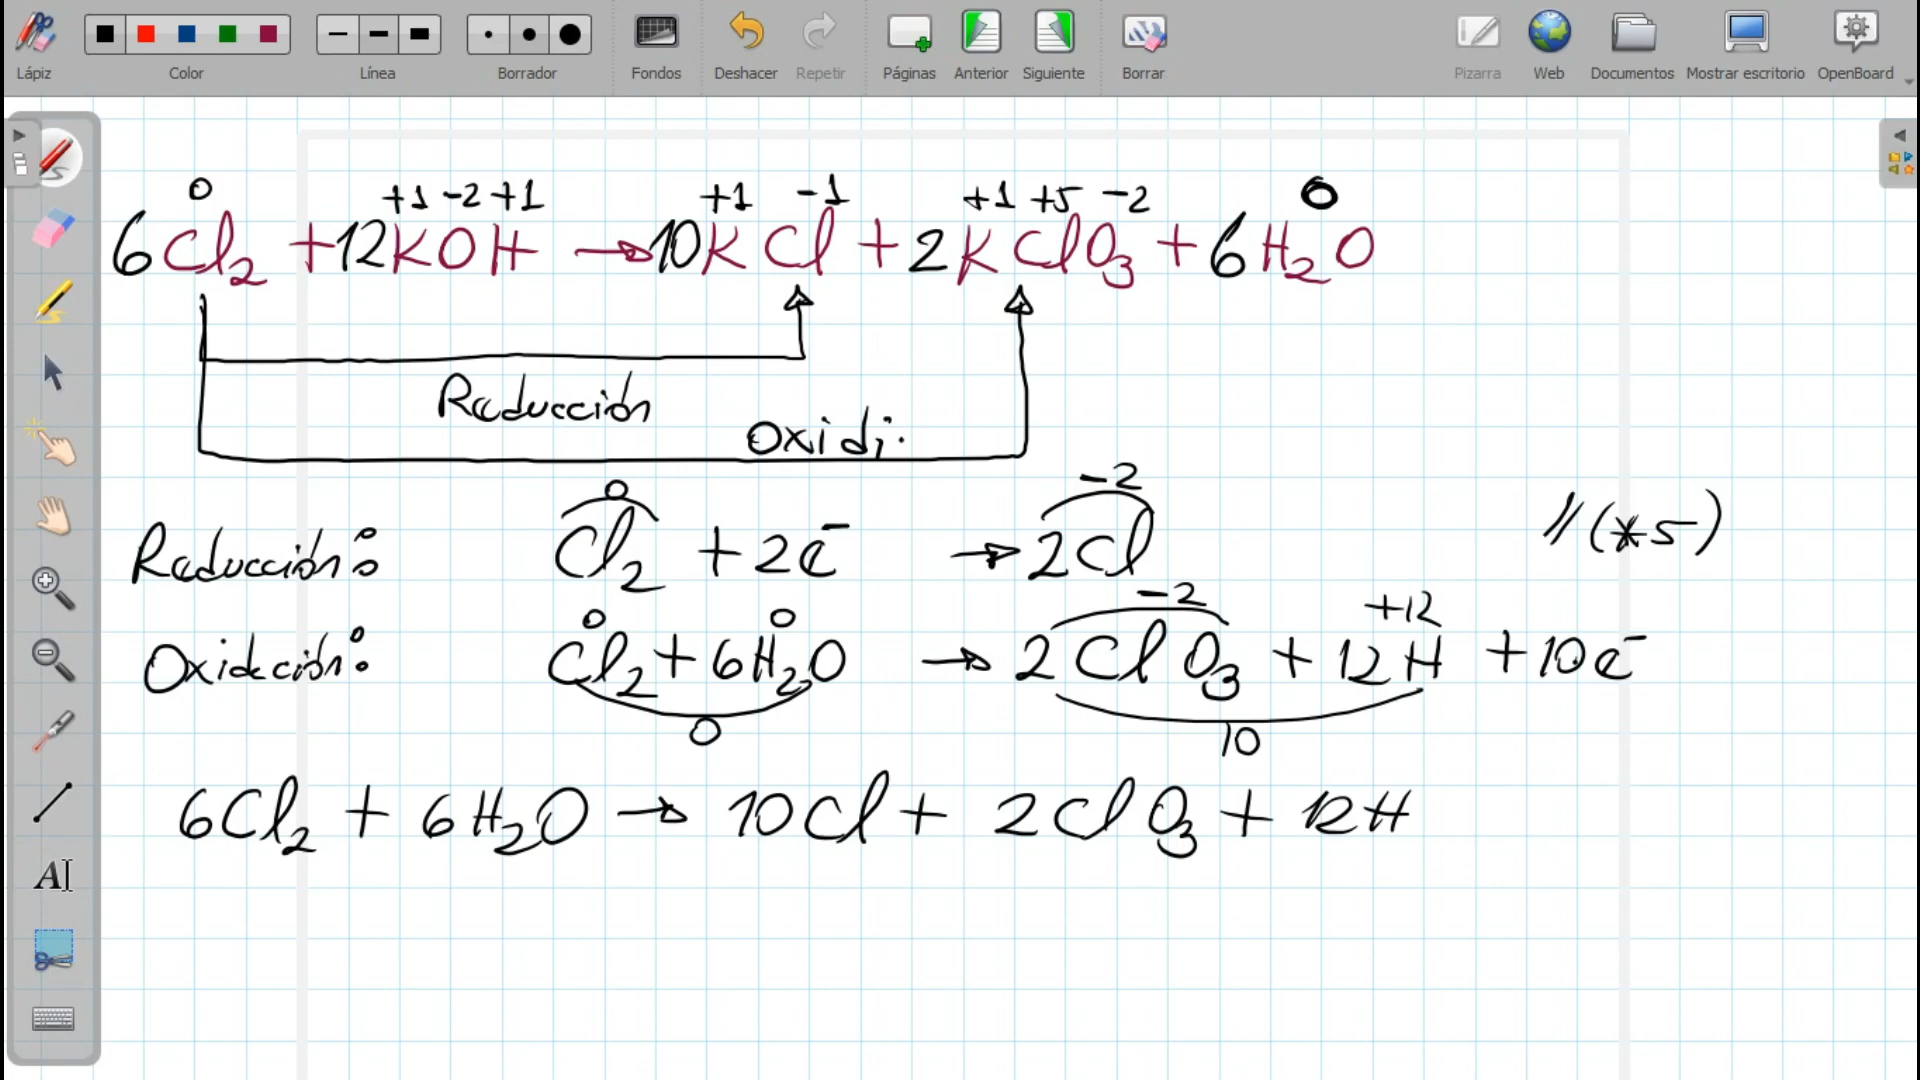 Lápiz Color Línea Borrador Fondos Deshacer Repetir Páginas Anterior Siguiente Borrar Pizarra Web Documentos Mostrar escritorio OpenBoard
0 +1 -2 +1 +1 -1 +1 +5 -2 0
6Cl₂ + 12KOH → 10KCl + 2KClO₃ + 6H₂O
Reducción
Oxidi.
0 -2
Reducción: Cl₂ + 2e⁻ → 2Cl //(*5)
0 0 -2 +12
Oxidación: Cl₂ + 6H₂O → 2ClO₃ + 12H + 10e⁻
0 10
6Cl₂ + 6H₂O → 10Cl + 2ClO₃ + 12H
A